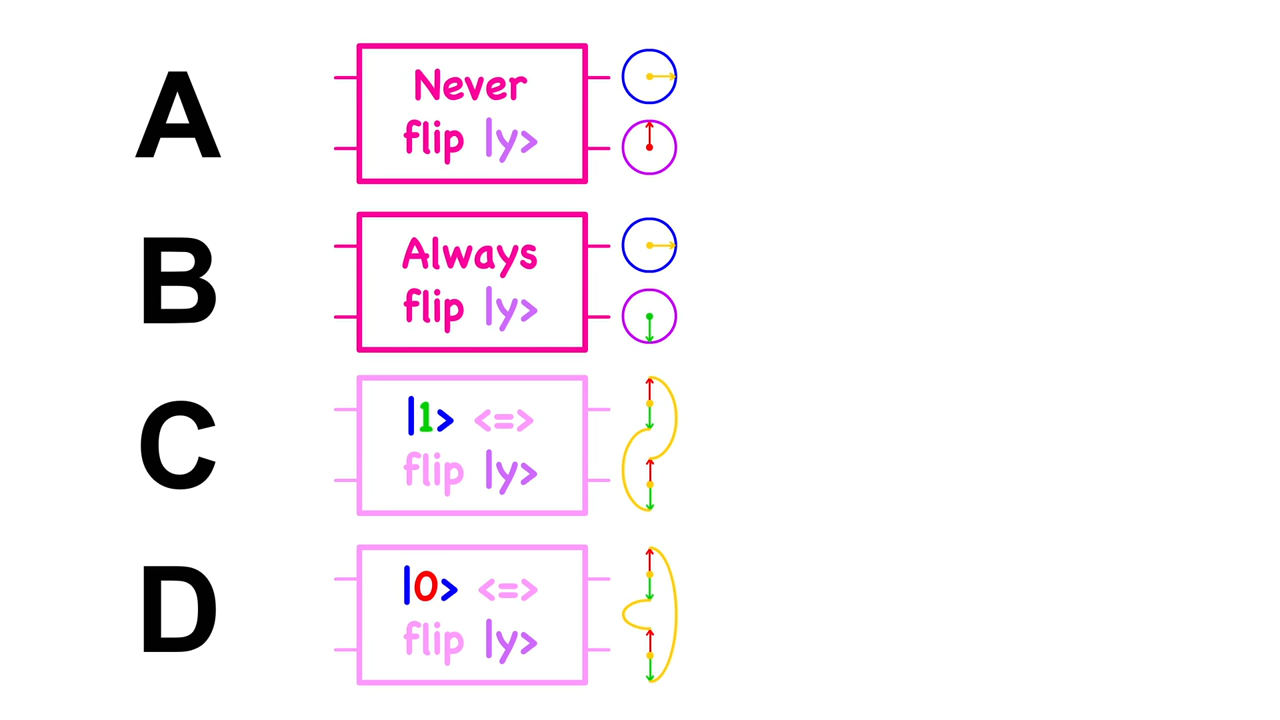 A
Never
flip |y>
B
Always
flip |y>
C
|1> <=>
flip |y>
D
|0> <=>
flip |y>